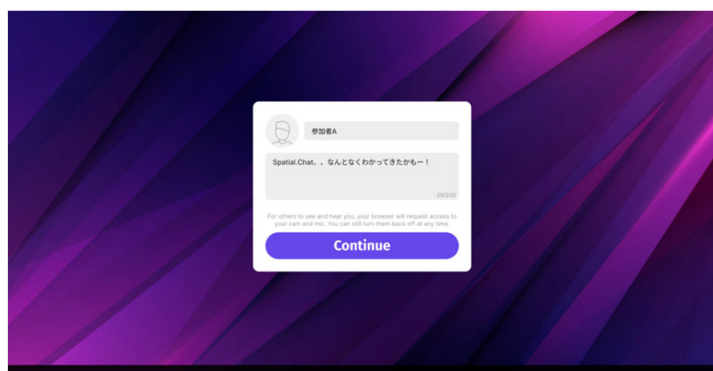 参加者A
Spatial.Chat、、なんとなくわかってきたかもー！
28/250
For others to see and hear you, your browser will request access to
your cam and mic. You can still turn them back off at any time.
Continue